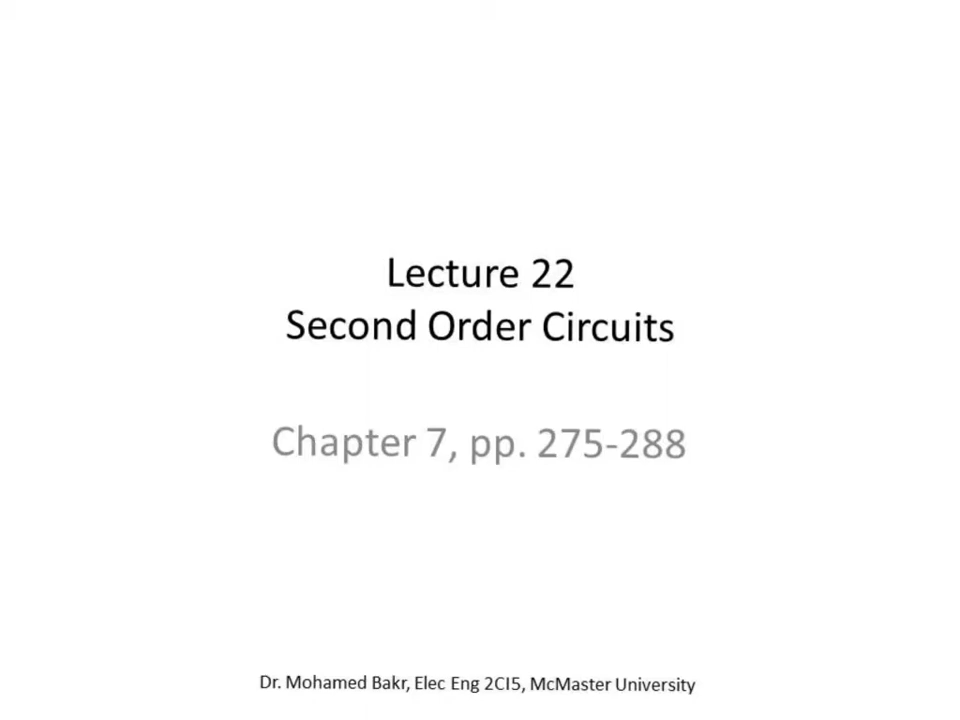 Lecture 22
Second Order Circuits
Chapter 7, pp. 275-288
Dr. Mohamed Bakr, Elec Eng 2CI5, McMaster University